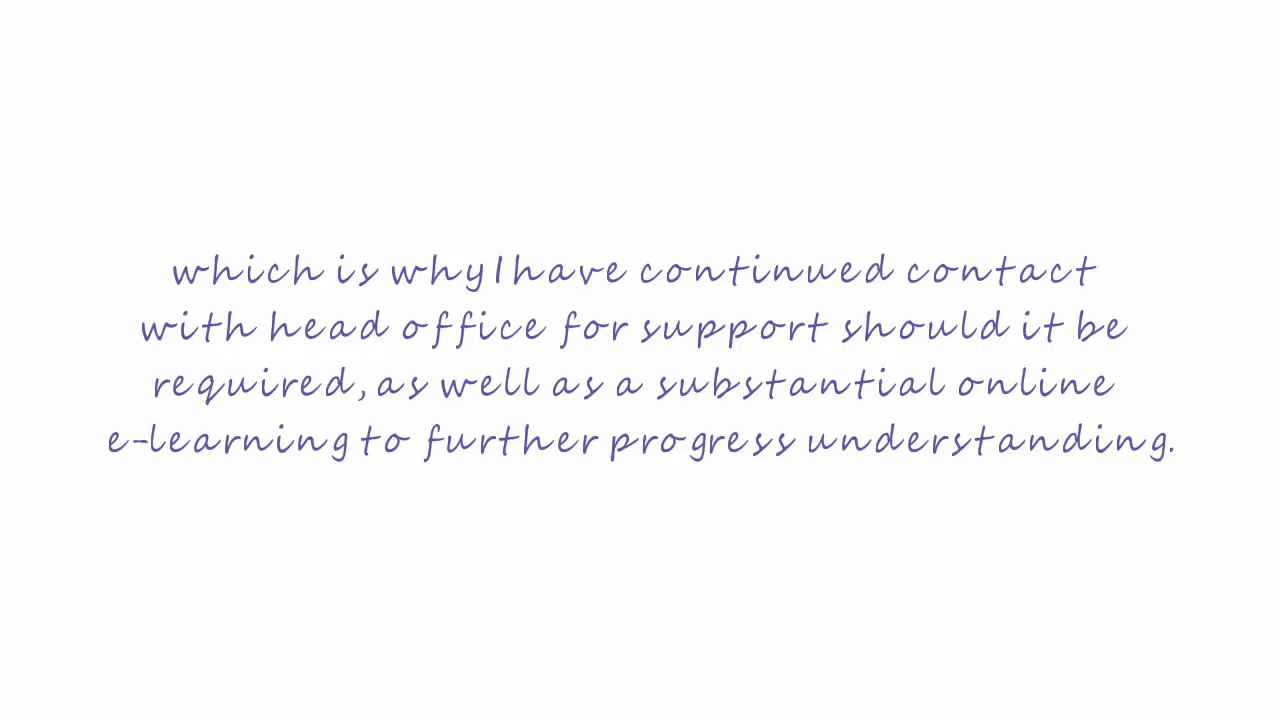 which is why I have continued contact
with head office for support should it be
required, as well as a substantial online
e-learning to further progress understanding.